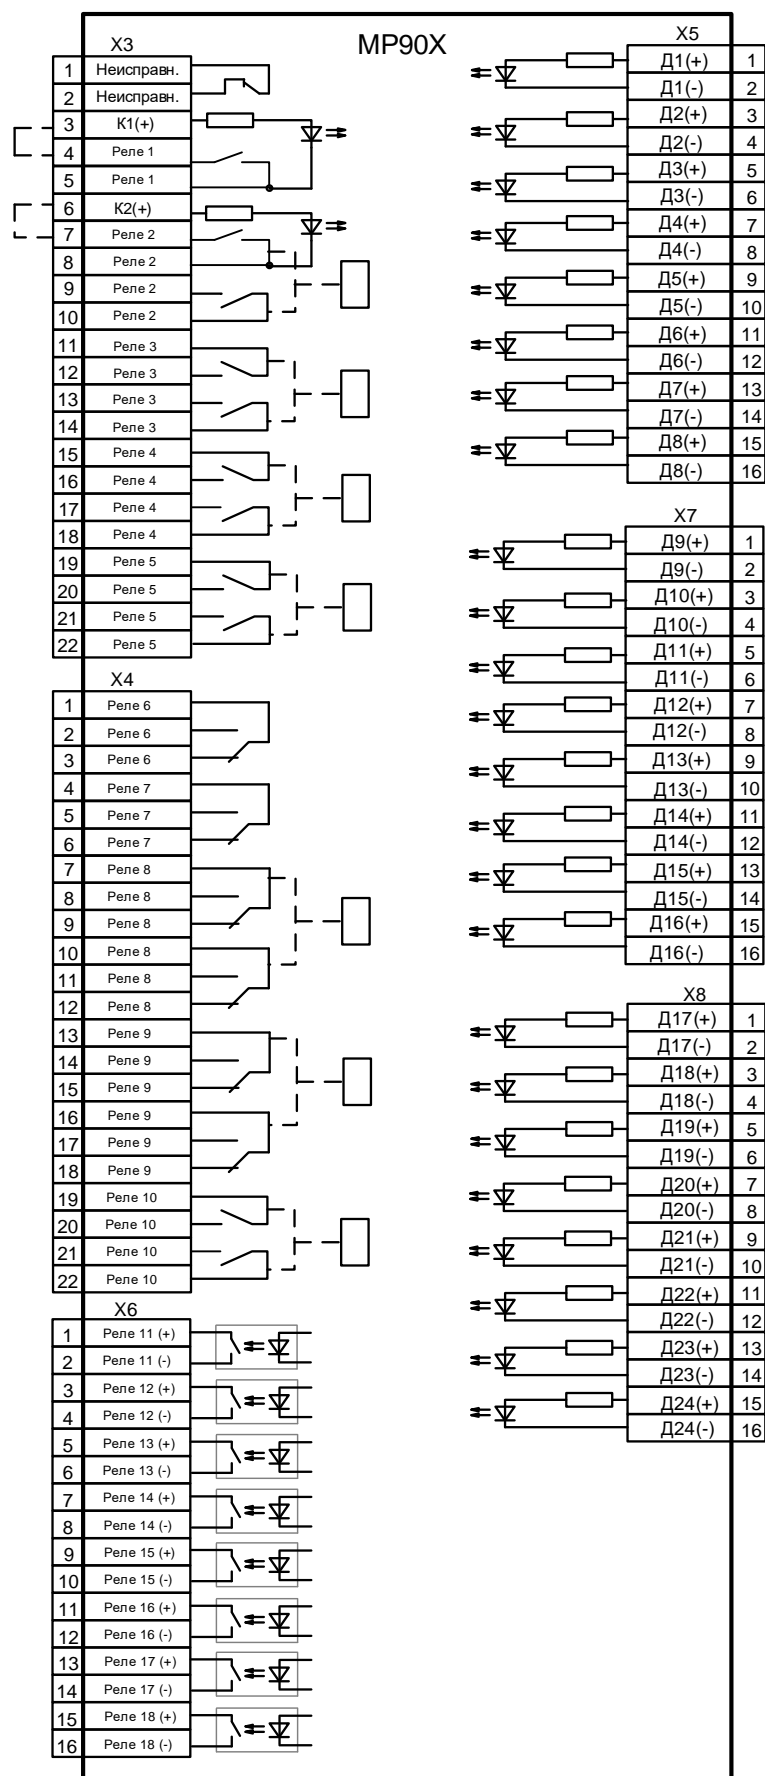 МР90Х
Х3
1 Неисправн.
2 Неисправн.
3 К1(+)
4 Реле 1
5 Реле 1
6 К2(+)
7 Реле 2
8 Реле 2
9 Реле 2
10 Реле 2
11 Реле 3
12 Реле 3
13 Реле 3
14 Реле 3
15 Реле 4
16 Реле 4
17 Реле 4
18 Реле 4
19 Реле 5
20 Реле 5
21 Реле 5
22 Реле 5
Х4
1 Реле 6
2 Реле 6
3 Реле 6
4 Реле 7
5 Реле 7
6 Реле 7
7 Реле 8
8 Реле 8
9 Реле 8
10 Реле 8
11 Реле 8
12 Реле 8
13 Реле 9
14 Реле 9
15 Реле 9
16 Реле 9
17 Реле 9
18 Реле 9
19 Реле 10
20 Реле 10
21 Реле 10
22 Реле 10
Х6
1 Реле 11 (+)
2 Реле 11 (-)
3 Реле 12 (+)
4 Реле 12 (-)
5 Реле 13 (+)
6 Реле 13 (-)
7 Реле 14 (+)
8 Реле 14 (-)
9 Реле 15 (+)
10 Реле 15 (-)
11 Реле 16 (+)
12 Реле 16 (-)
13 Реле 17 (+)
14 Реле 17 (-)
15 Реле 18 (+)
16 Реле 18 (-)
Х5
Д1(+) 1
Д1(-) 2
Д2(+) 3
Д2(-) 4
Д3(+) 5
Д3(-) 6
Д4(+) 7
Д4(-) 8
Д5(+) 9
Д5(-) 10
Д6(+) 11
Д6(-) 12
Д7(+) 13
Д7(-) 14
Д8(+) 15
Д8(-) 16
Х7
Д9(+) 1
Д9(-) 2
Д10(+) 3
Д10(-) 4
Д11(+) 5
Д11(-) 6
Д12(+) 7
Д12(-) 8
Д13(+) 9
Д13(-) 10
Д14(+) 11
Д14(-) 12
Д15(+) 13
Д15(-) 14
Д16(+) 15
Д16(-) 16
Х8
Д17(+) 1
Д17(-) 2
Д18(+) 3
Д18(-) 4
Д19(+) 5
Д19(-) 6
Д20(+) 7
Д20(-) 8
Д21(+) 9
Д21(-) 10
Д22(+) 11
Д22(-) 12
Д23(+) 13
Д23(-) 14
Д24(+) 15
Д24(-) 16